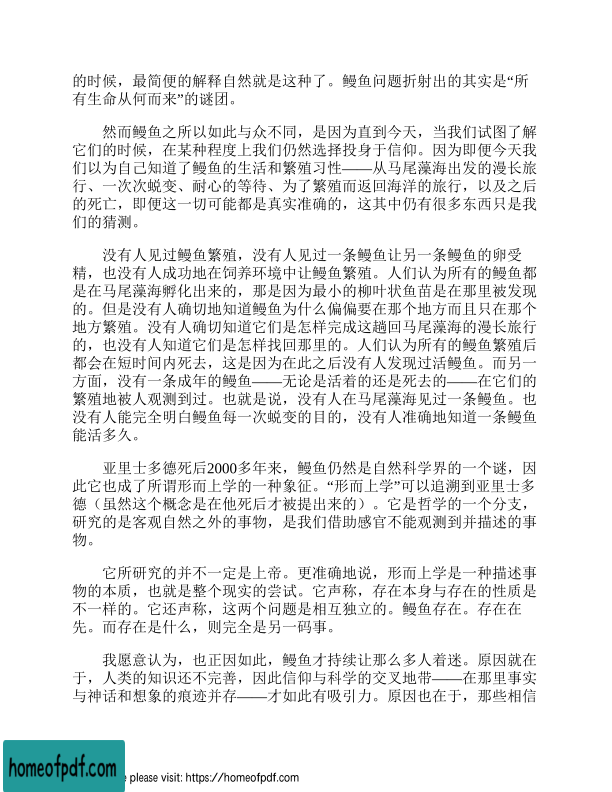 的时候，最简便的解释自然就是这种了。鳗鱼问题折射出的其实是“所
有生命从何而来”的谜团。
然而鳗鱼之所以如此与众不同，是因为直到今天，当我们试图了解
它们的时候，在某种程度上我们仍然选择投身于信仰。因为即便今天我
们以为自己知道了鳗鱼的生活和繁殖习性——从马尾藻海出发的漫长旅
行、一次次蜕变、耐心的等待、为了繁殖而返回海洋的旅行，以及之后
的死亡，即便这一切可能都是真实准确的，这其中仍有很多东西只是我
们的猜测。
没有人见过鳗鱼繁殖，没有人见过一条鳗鱼让另一条鳗鱼的卵受
精，也没有人成功地在饲养环境中让鳗鱼繁殖。人们认为所有的鳗鱼都
是在马尾藻海孵化出来的，那是因为最小的柳叶状鱼苗是在那里被发现
的。但是没有人确切地知道鳗鱼为什么偏偏要在那个地方而且只在那个
地方繁殖。没有人确切知道它们是怎样完成这趟回马尾藻海的漫长旅行
的，也没有人知道它们是怎样找回那里的。人们认为所有的鳗鱼繁殖后
都会在短时间内死去，这是因为在此之后没有人发现过活鳗鱼。而另一
方面，没有一条成年的鳗鱼——无论是活着的还是死去的——在它们的
繁殖地被人观测到过。也就是说，没有人在马尾藻海见过一条鳗鱼。也
没有人能完全明白鳗鱼每一次蜕变的目的，没有人准确地知道一条鳗鱼
能活多久。
亚里士多德死后2000多年来，鳗鱼仍然是自然科学界的一个谜，因
此它也成了所谓形而上学的一种象征。“形而上学”可以追溯到亚里士多
德（虽然这个概念是在他死后才被提出来的）。它是哲学的一个分支，
研究的是客观自然之外的事物，是我们借助感官不能观测到并描述的事
物。
它所研究的并不一定是上帝。更准确地说，形而上学是一种描述事
物的本质，也就是整个现实的尝试。它声称，存在本身与存在的性质是
不一样的。它还声称，这两个问题是相互独立的。鳗鱼存在。存在在
先。而存在是什么，则完全是另一码事。
我愿意认为，也正因如此，鳗鱼才持续让那么多人着迷。原因就在
于，人类的知识还不完善，因此信仰与科学的交叉地带——在那里事实
与神话和想象的痕迹并存——才如此有吸引力。原因也在于，那些相信
homeofpdf.com
e please visit: https://homeofpdf.com